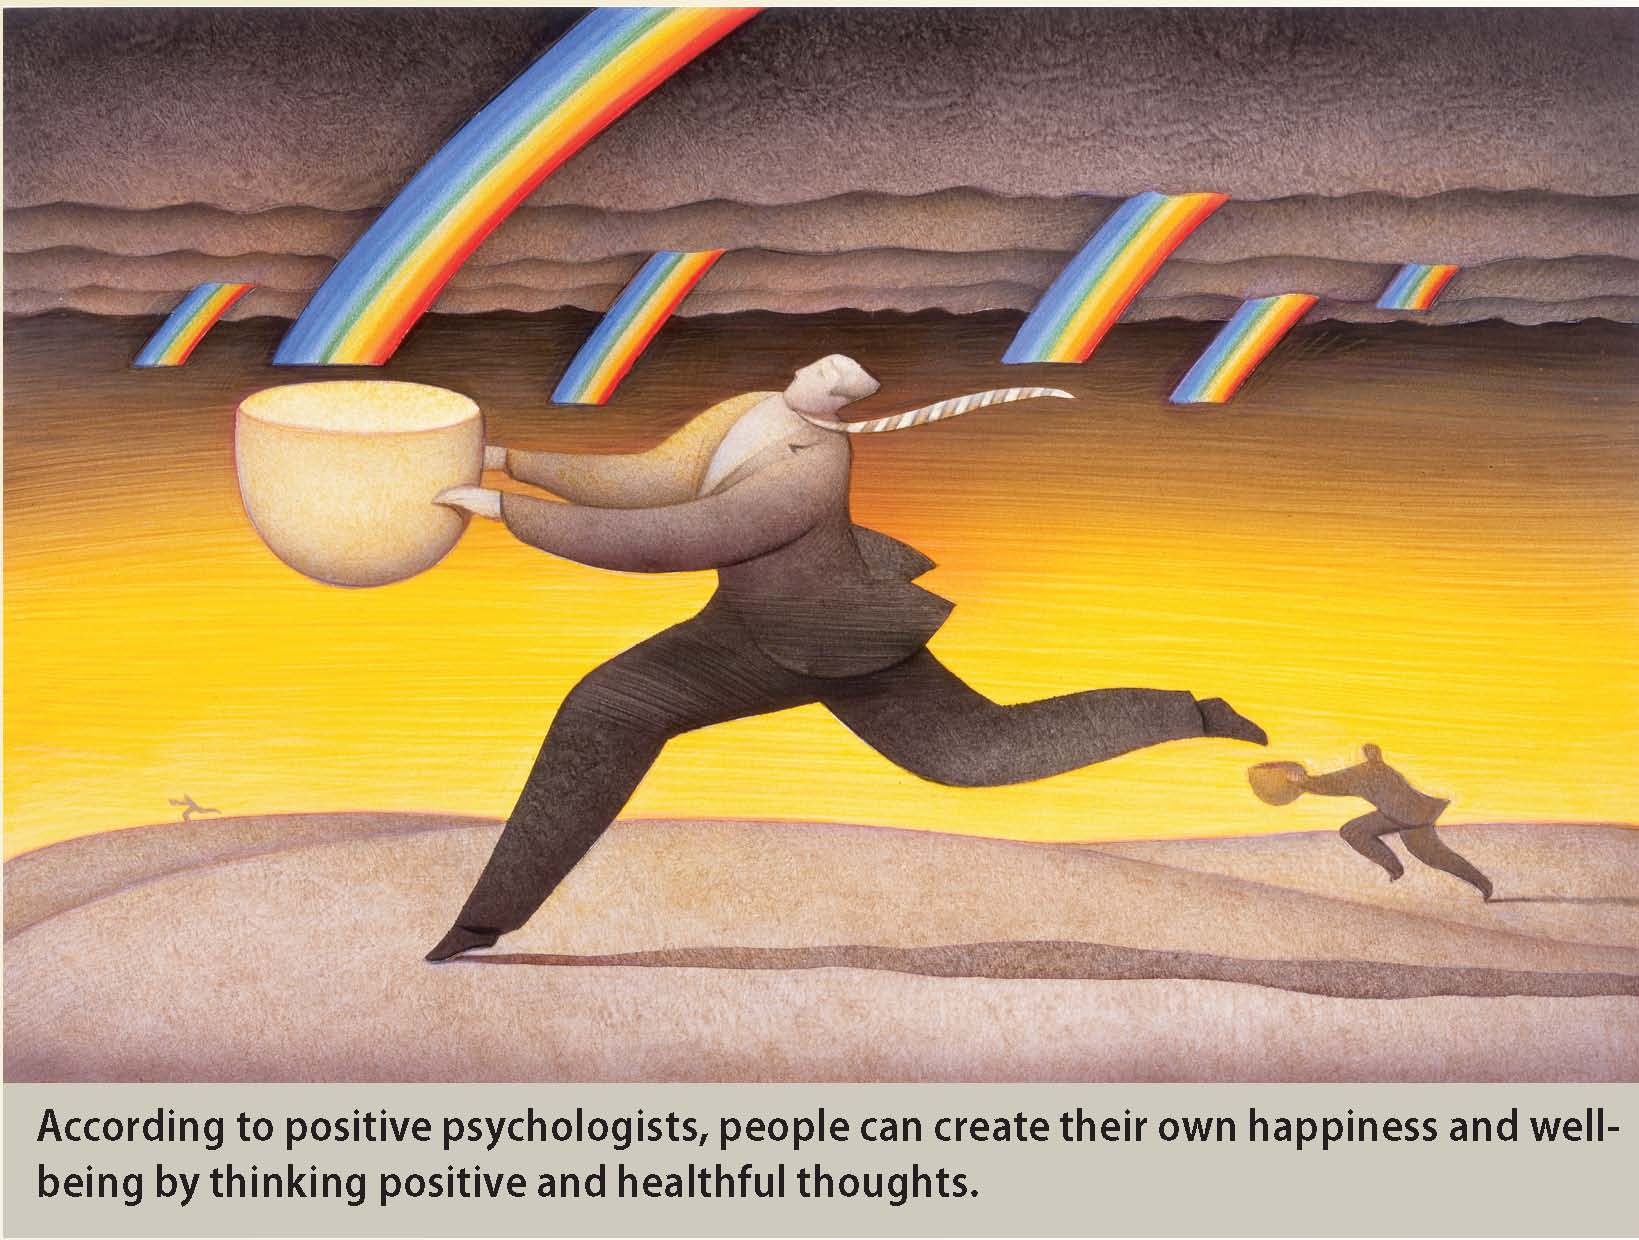 According to positive psychologists, people can create their own happiness and well-
being by thinking positive and healthful thoughts.